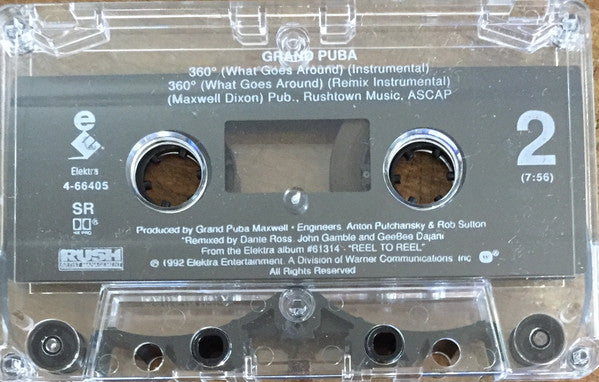 GRAND PUBA
360° (What Goes Around) (Instrumental)
360° (What Goes Around) (Remix Instrumental)
(Maxwell Dixon) Pub., Rushtown Music, ASCAP
2
(7:56)
e
Elektra
4-66405
SR
Produced by Grand Puba Maxwell • Engineers: Anton Pulchansky & Rob Sutton
*Remixed by Dante Ross, John Gamble and GeeBee Dajani
From the Elektra album #61314 • "REEL TO REEL"
RUSH
ARTIST MANAGEMENT
℗ 1992 Elektra Entertainment, A Division of Warner Communications Inc.
All Rights Reserved